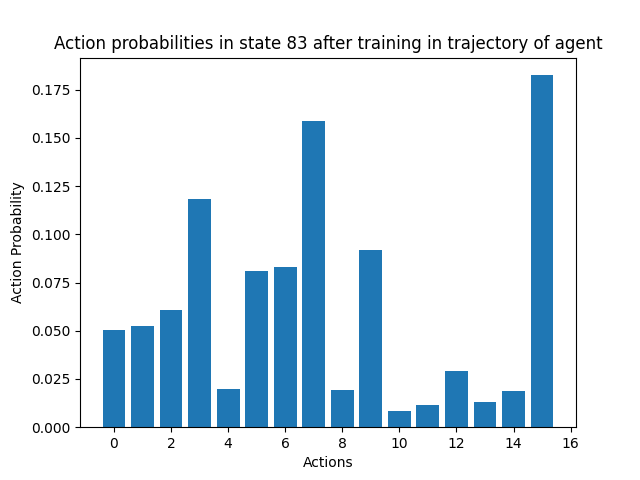 Action probabilities in state 83 after training in trajectory of agent
0.175
0.150
0.125
0.100
0.075
0.050
0.025
0.000
Action Probability
0 2 4 6 8 10 12 14 16
Actions